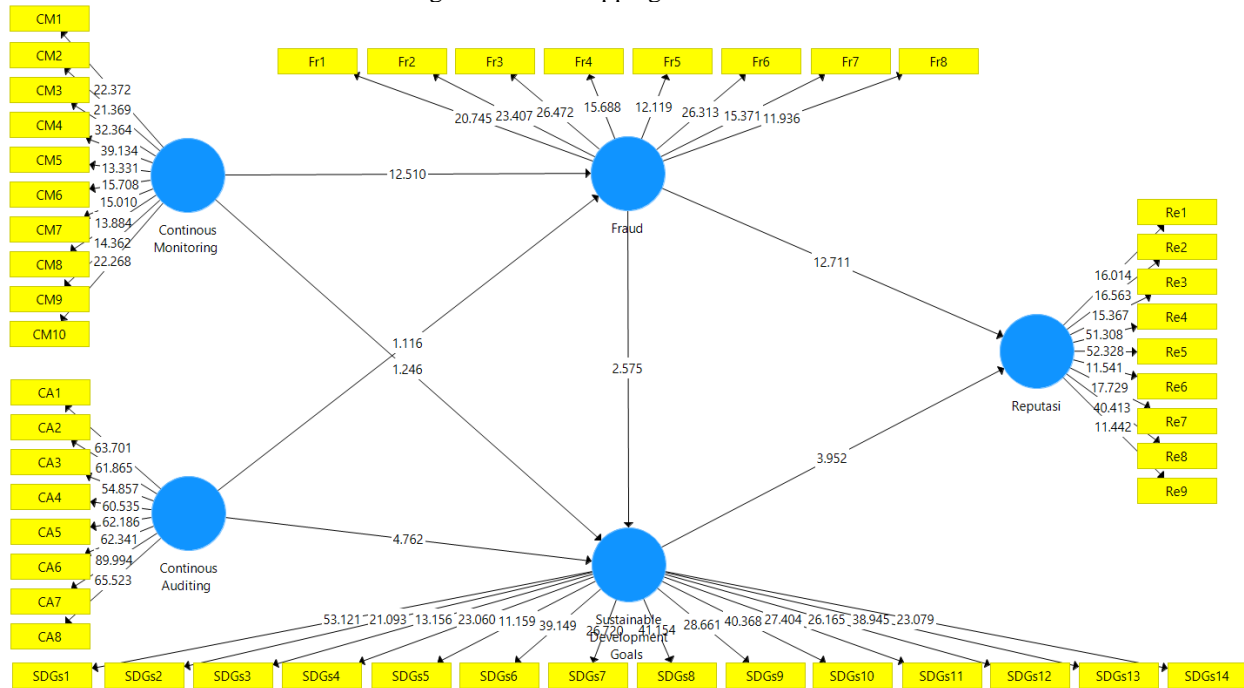 CM1
CM2
CM3
CM4
CM5
CM6
CM7
CM8
CM9
CM10
22.372
21.369
32.364
39.134
13.331
15.708
15.010
13.884
14.362
22.268
Continous
Monitoring
Fr1
Fr2
Fr3
Fr4
Fr5
Fr6
Fr7
Fr8
20.745
23.407
26.472
15.688
12.119
26.313
15.371
11.936
Fraud
12.510
1.116
1.246
2.575
12.711
3.952
4.762
CA1
CA2
CA3
CA4
CA5
CA6
CA7
CA8
63.701
61.865
54.857
60.535
62.186
62.341
89.994
65.523
Continous
Auditing
Re1
Re2
Re3
Re4
Re5
Re6
Re7
Re8
Re9
16.014
16.563
15.367
51.308
52.328
11.541
17.729
40.413
11.442
Reputasi
Sustainable
Development
Goals
53.121
21.093
13.156
23.060
11.159
39.149
26.720
41.154
28.661
40.368
27.404
26.165
38.945
23.079
SDGs1
SDGs2
SDGs3
SDGs4
SDGs5
SDGs6
SDGs7
SDGs8
SDGs9
SDGs10
SDGs11
SDGs12
SDGs13
SDGs14